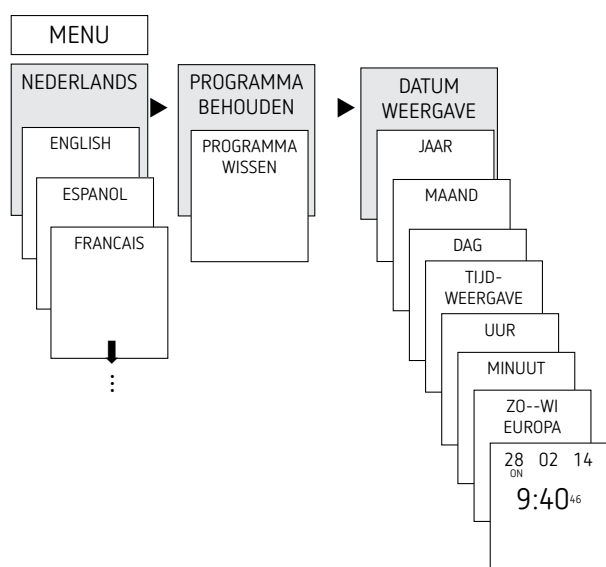 MENU
NEDERLANDS
ENGLISH
ESPANOL
FRANCAIS
PROGRAMMA
BEHOUDEN
PROGRAMMA
WISSEN
DATUM
WEERGAVE
JAAR
MAAND
DAG
TIJD-
WEERGAVE
UUR
MINUUT
ZO--WI
EUROPA
28 02 14
ON
9:40 46